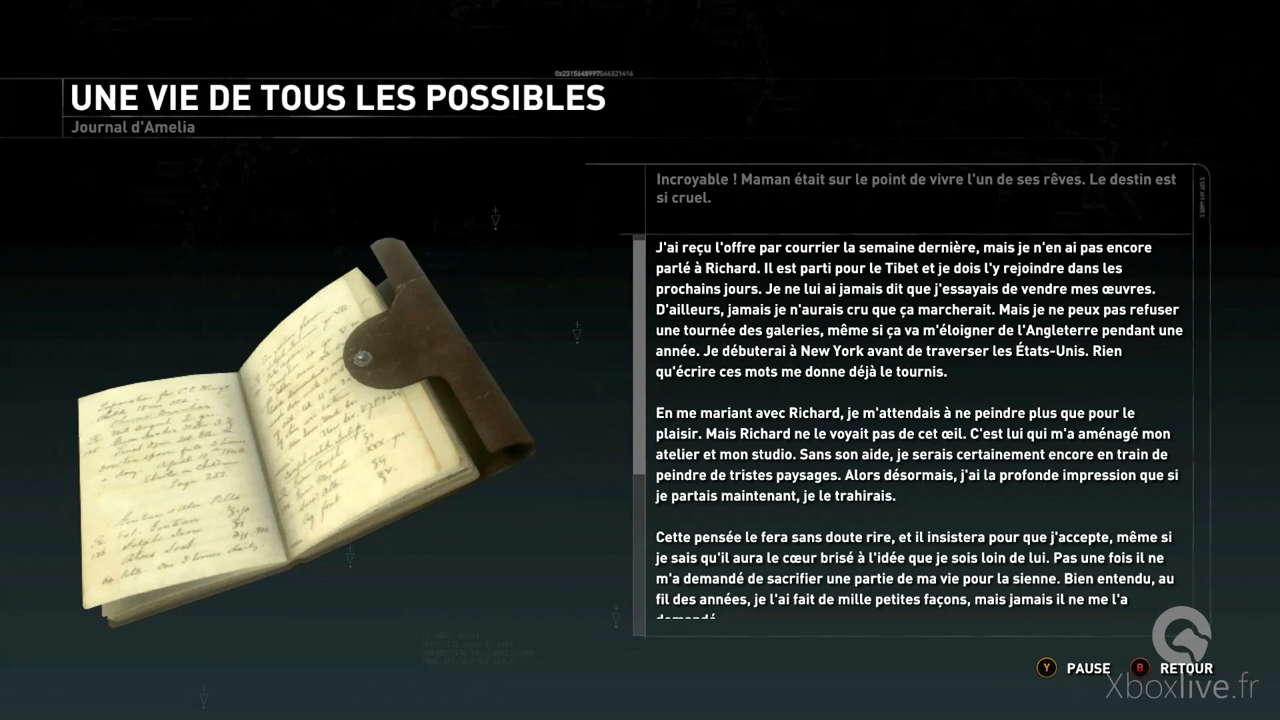 0x2315648997546321416
UNE VIE DE TOUS LES POSSIBLES
Journal d'Amelia
Incroyable ! Maman était sur le point de vivre l'un de ses rêves. Le destin est
si cruel.
J'ai reçu l'offre par courrier la semaine dernière, mais je n'en ai pas encore
parlé à Richard. Il est parti pour le Tibet et je dois l'y rejoindre dans les
prochains jours. Je ne lui ai jamais dit que j'essayais de vendre mes œuvres.
D'ailleurs, jamais je n'aurais cru que ça marcherait. Mais je ne peux pas refuser
une tournée des galeries, même si ça va m'éloigner de l'Angleterre pendant une
année. Je débuterai à New York avant de traverser les États-Unis. Rien
qu'écrire ces mots me donne déjà le tournis.
En me mariant avec Richard, je m'attendais à ne peindre plus que pour le
plaisir. Mais Richard ne le voyait pas de cet œil. C'est lui qui m'a aménagé mon
atelier et mon studio. Sans son aide, je serais certainement encore en train de
peindre de tristes paysages. Alors désormais, j'ai la profonde impression que si
je partais maintenant, je le trahirais.
Cette pensée le fera sans doute rire, et il insistera pour que j'accepte, même si
je sais qu'il aura le cœur brisé à l'idée que je sois loin de lui. Pas une fois il ne
m'a demandé de sacrifier une partie de ma vie pour la sienne. Bien entendu, au
fil des années, je l'ai fait de mille petites façons, mais jamais il ne me l'a
demandé.
Y PAUSE B RETOUR
Xboxlive.fr